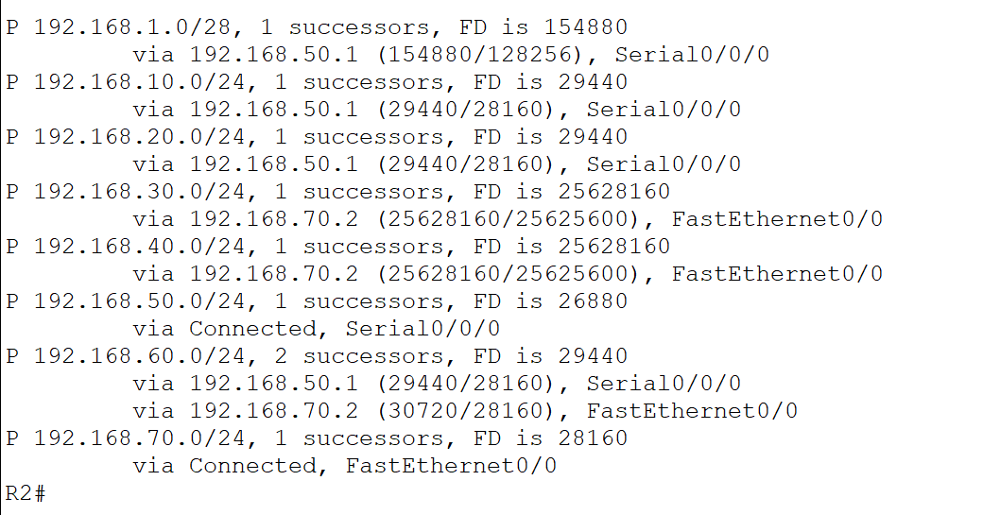 P 192.168.1.0/28, 1 successors, FD is 154880
via 192.168.50.1 (154880/128256), Serial0/0/0
P 192.168.10.0/24, 1 successors, FD is 29440
via 192.168.50.1 (29440/28160), Serial0/0/0
P 192.168.20.0/24, 1 successors, FD is 29440
via 192.168.50.1 (29440/28160), Serial0/0/0
P 192.168.30.0/24, 1 successors, FD is 25628160
via 192.168.70.2 (25628160/25625600), FastEthernet0/0
P 192.168.40.0/24, 1 successors, FD is 25628160
via 192.168.70.2 (25628160/25625600), FastEthernet0/0
P 192.168.50.0/24, 1 successors, FD is 26880
via Connected, Serial0/0/0
P 192.168.60.0/24, 2 successors, FD is 29440
via 192.168.50.1 (29440/28160), Serial0/0/0
via 192.168.70.2 (30720/28160), FastEthernet0/0
P 192.168.70.0/24, 1 successors, FD is 28160
via Connected, FastEthernet0/0
R2#